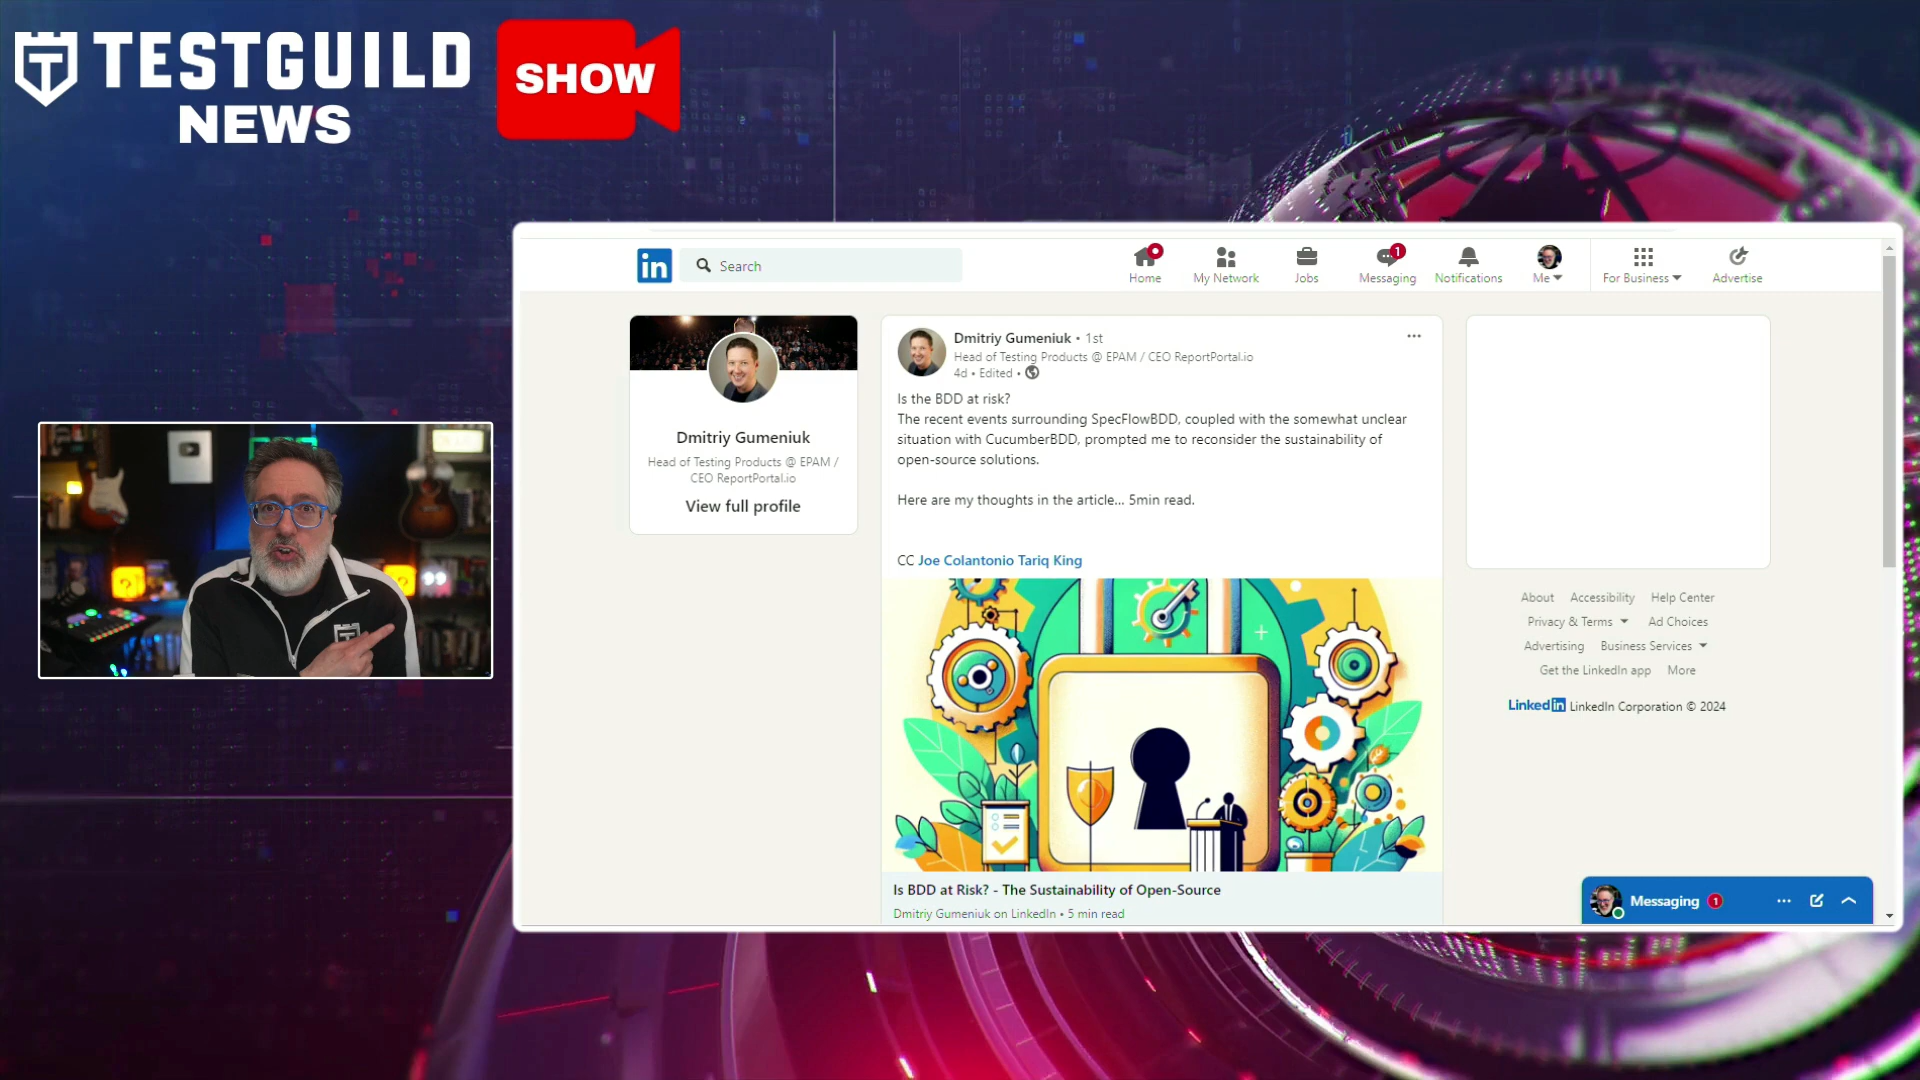 TESTGUILD
NEWS
SHOW
in
Search
Home
My Network
Jobs
1
Messaging
Notifications
Me
For Business
Advertise
Dmitriy Gumeniuk
Head of Testing Products @ EPAM /
CEO ReportPortal.io
View full profile
Dmitriy Gumeniuk • 1st
Head of Testing Products @ EPAM / CEO ReportPortal.io
4d • Edited •
Is the BDD at risk?
The recent events surrounding SpecFlowBDD, coupled with the somewhat unclear
situation with CucumberBDD, prompted me to reconsider the sustainability of
open-source solutions.
Here are my thoughts in the article... 5min read.
CC Joe Colantonio Tariq King
Is BDD at Risk? - The Sustainability of Open-Source
Dmitriy Gumeniuk on LinkedIn • 5 min read
About Accessibility Help Center
Privacy & Terms Ad Choices
Advertising Business Services
Get the LinkedIn app More
LinkedIn LinkedIn Corporation © 2024
Messaging 1